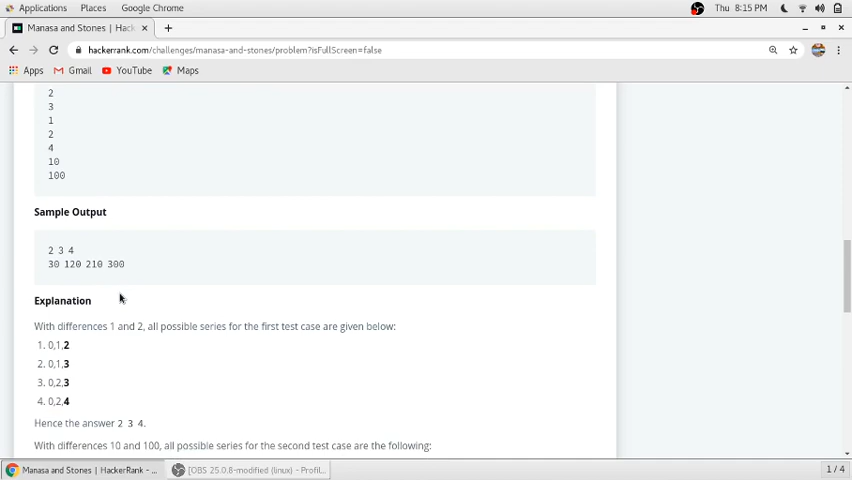 Applications Places Google Chrome Thu 8:15 PM
Manasa and Stones | Hack
hackerrank.com/challenges/manasa-and-stones/problem?isFullScreen=false
Apps Gmail YouTube Maps
2
3
1
2
4
10
100
Sample Output
2 3 4
30 120 210 300
Explanation
With differences 1 and 2, all possible series for the first test case are given below:
1. 0,1,2
2. 0,1,3
3. 0,2,3
4. 0,2,4
Hence the answer 2 3 4.
With differences 10 and 100, all possible series for the second test case are the following:
Manasa and Stones | HackerRank - ... [OBS 25.0.8-modified (linux) - Profil... 1 / 4